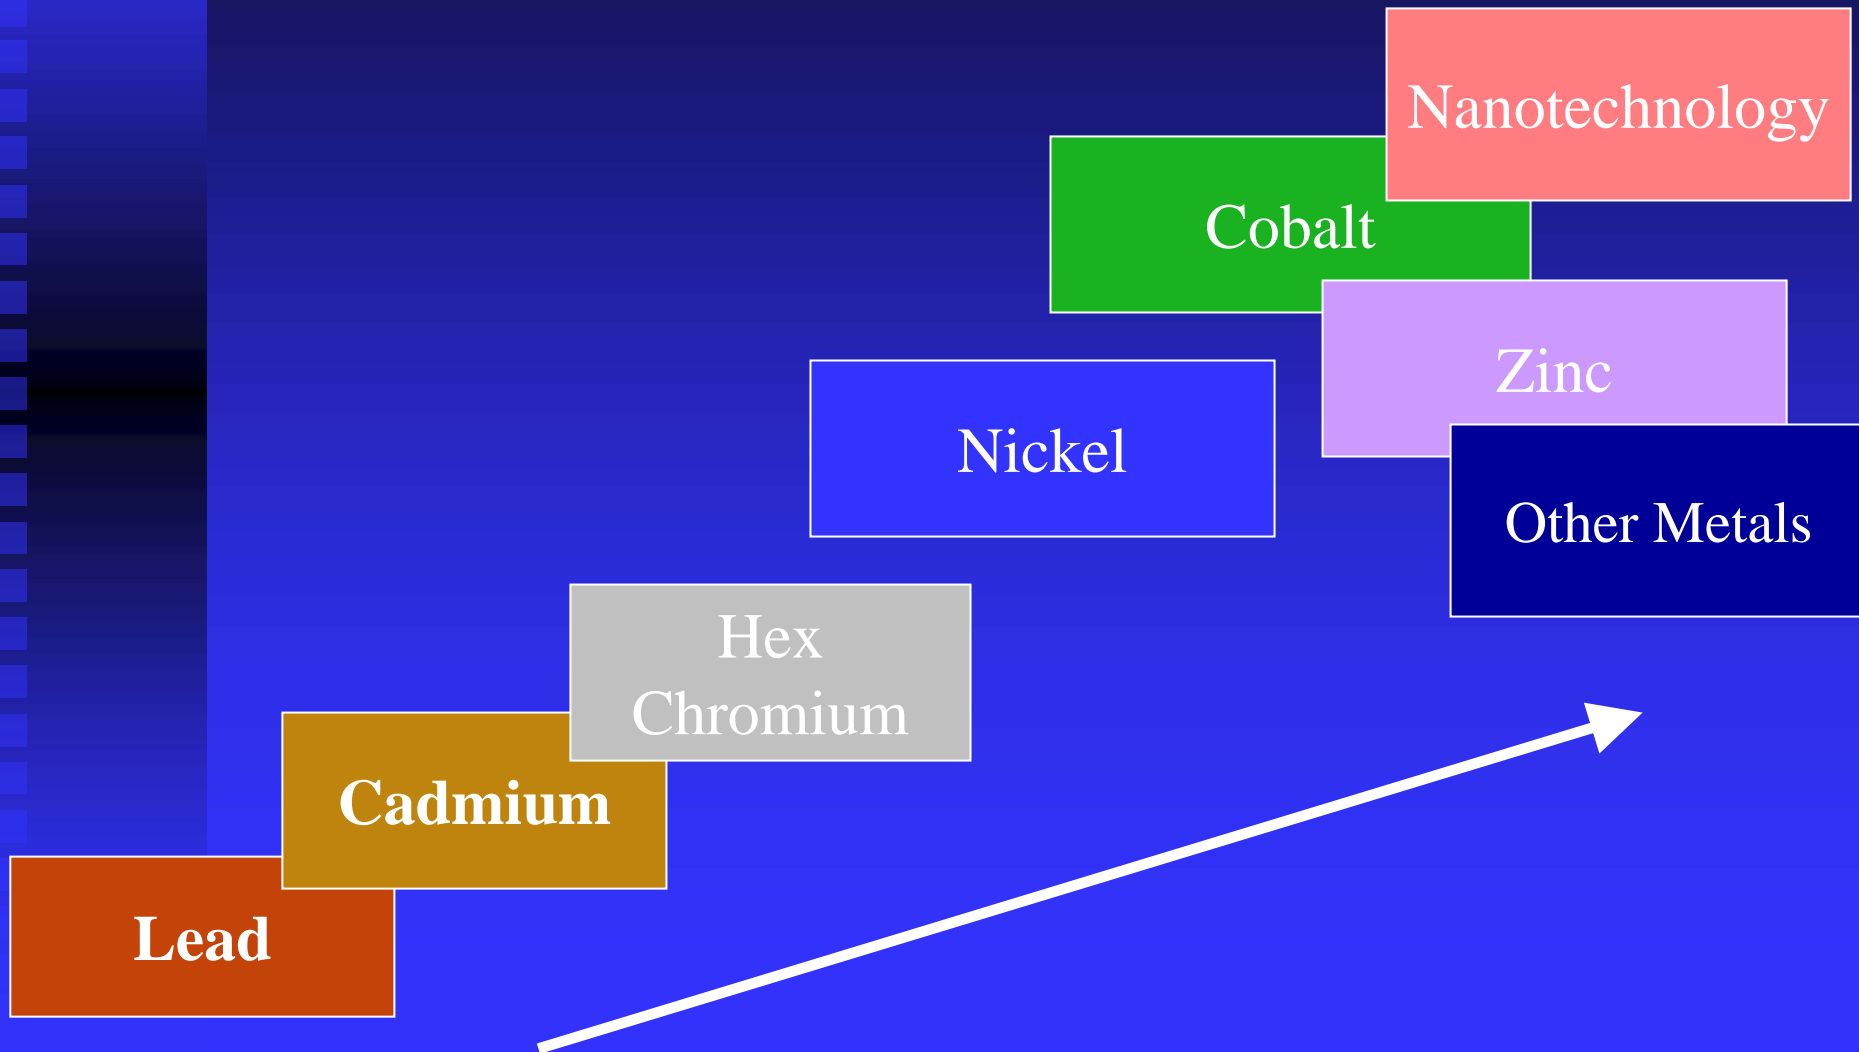 Nanotechnology
Cobalt
Zinc
Nickel
Other Metals
Hex
Chromium
Cadmium
Lead